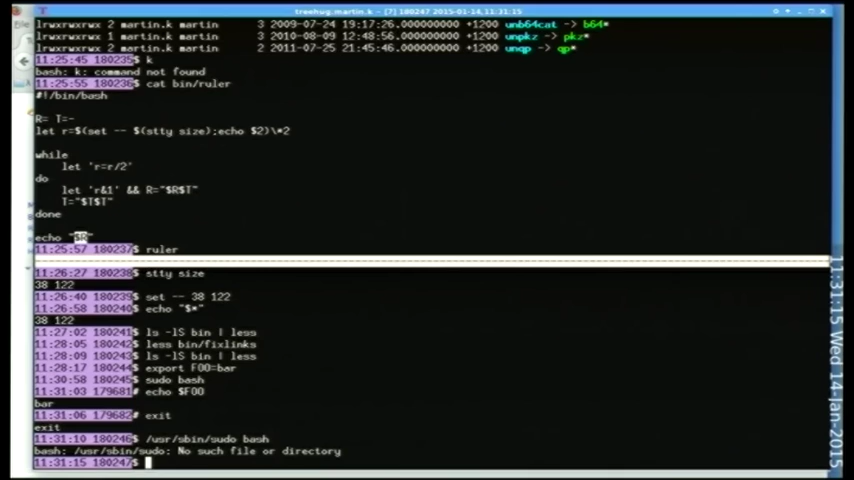 treehug:martin.k - [7] 180247 2015-01-14,11:31:15
lrwxrwxrwx 2 martin.k martin 3 2009-07-24 19:17:26.000000000 +1200 unb64cat -> b64*
lrwxrwxrwx 2 martin.k martin 3 2010-08-09 12:48:56.000000000 +1200 unpkz -> pkz*
lrwxrwxrwx 2 martin.k martin 2 2011-07-25 21:45:46.000000000 +1200 unqp -> qp*
11:25:45 180235$ k
bash: k: command not found
11:25:55 180236$ cat bin/ruler
#!/bin/bash
R= T=-
let r=$(set -- $(stty size);echo $2)\*2
while
let 'r=r/2'
do
let 'r&1' && R="$R$T"
T="$T$T"
done
echo "$R"
11:25:57 180237$ ruler
11:26:27 180238$ stty size
38 122
11:26:40 180239$ set -- 38 122
11:26:58 180240$ echo "$*"
38 122
11:27:02 180241$ ls -lS bin | less
11:28:05 180242$ less bin/fixlinks
11:28:09 180243$ ls -lS bin | less
11:28:17 180244$ export FOO=bar
11:30:58 180245$ sudo bash
11:31:03 179681# echo $FOO
bar
11:31:06 179682# exit
exit
11:31:10 180246$ /usr/sbin/sudo bash
bash: /usr/sbin/sudo: No such file or directory
11:31:15 180247$
11:31:15 Wed 14-Jan-2015